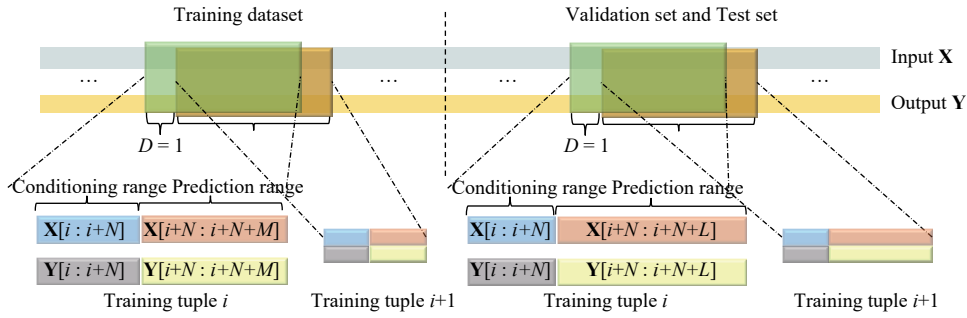 Training dataset
Validation set and Test set
Input X
… … … …
Output Y
D = 1
D = 1
Conditioning range Prediction range
Conditioning range Prediction range
X[i : i+N] X[i+N : i+N+M]
X[i : i+N] X[i+N : i+N+L]
Y[i : i+N] Y[i+N : i+N+M]
Y[i : i+N] Y[i+N : i+N+L]
Training tuple i
Training tuple i+1
Training tuple i
Training tuple i+1